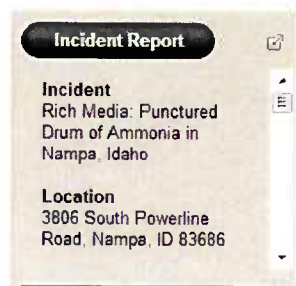 Incident Report
Incident
Rich Media: Punctured
Drum of Ammonia in
Nampa, Idaho
Location
3806 South Powerline
Road, Nampa, ID 83686